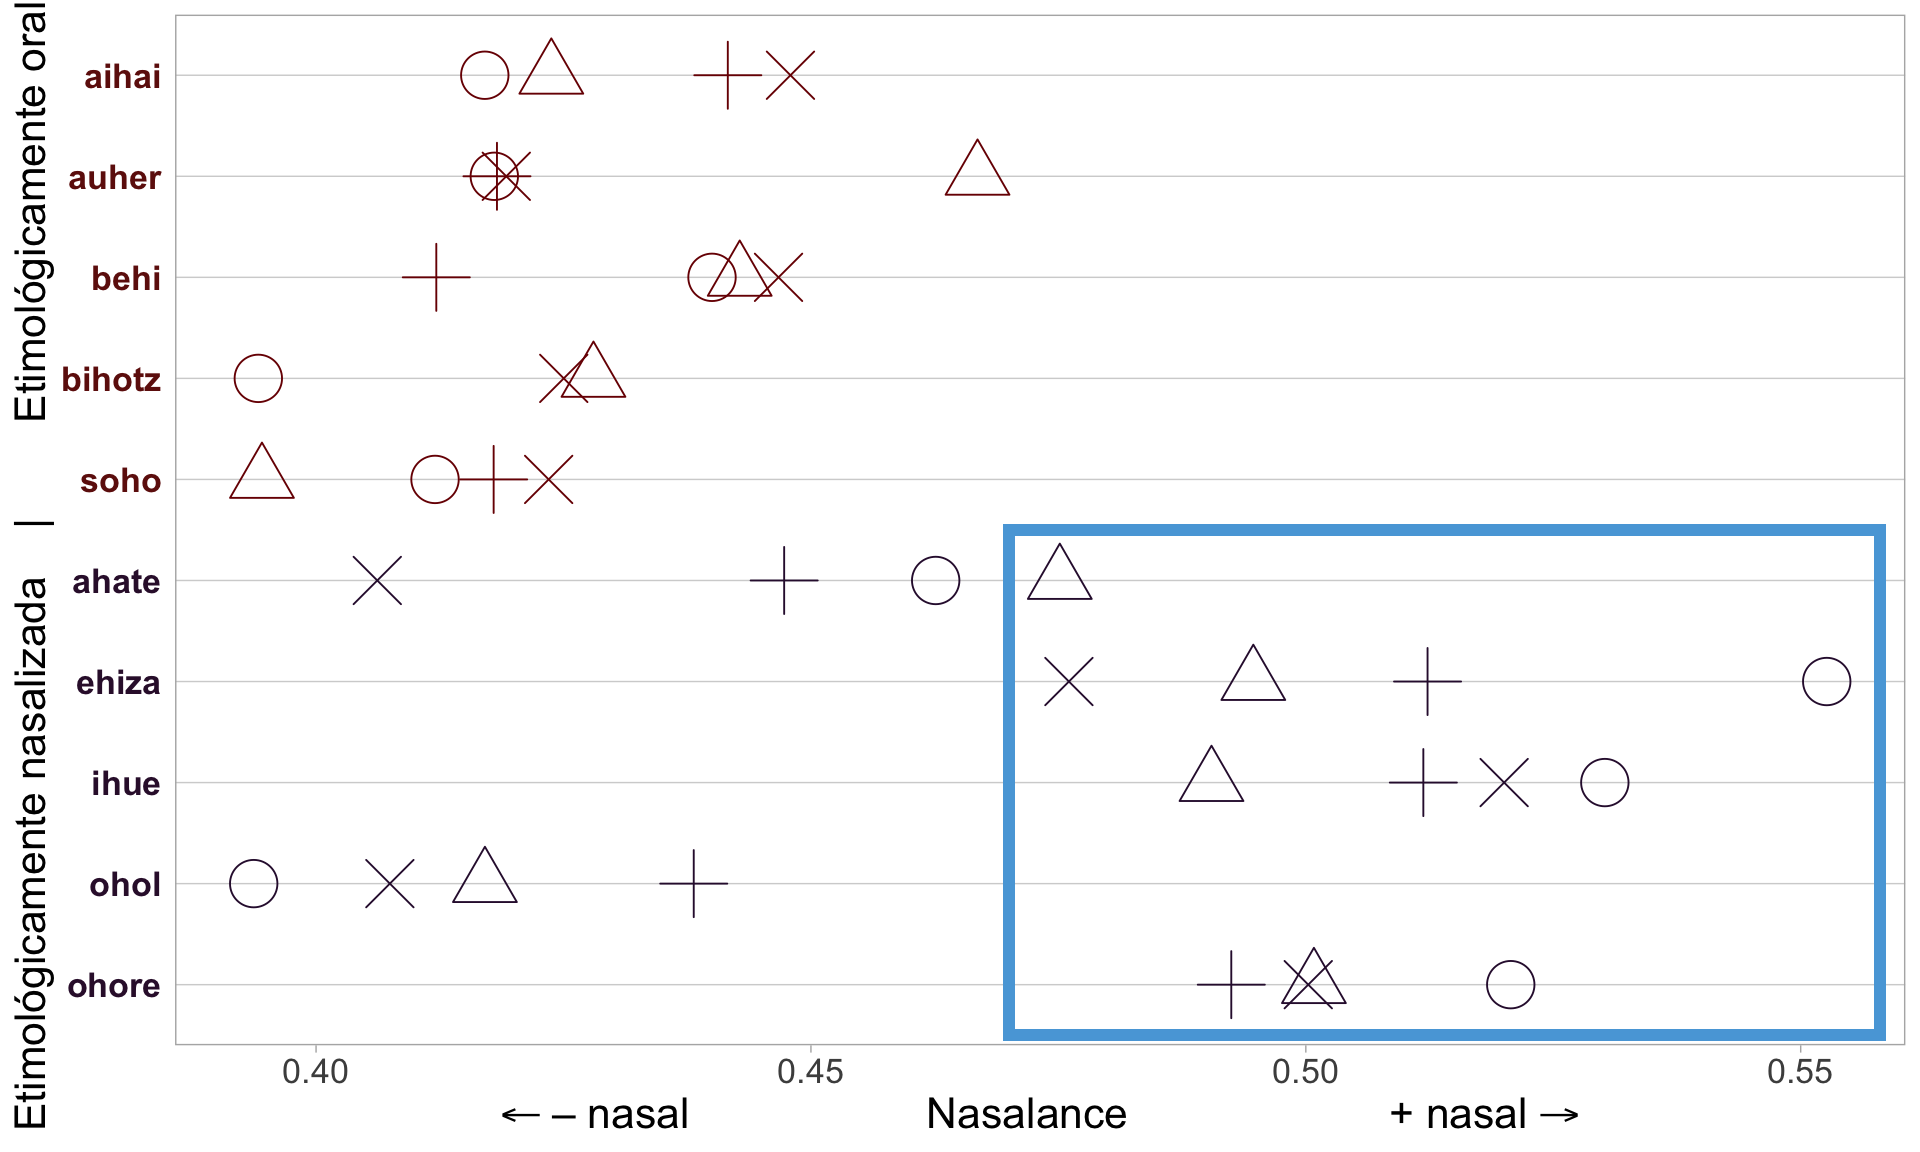 Etimológicamente nasalizada | Etimológicamente oral
aihai
auher
behi
bihotz
soho
ahate
ehiza
ihue
ohol
ohore
0.40 0.45 0.50 0.55
← – nasal Nasalance + nasal →